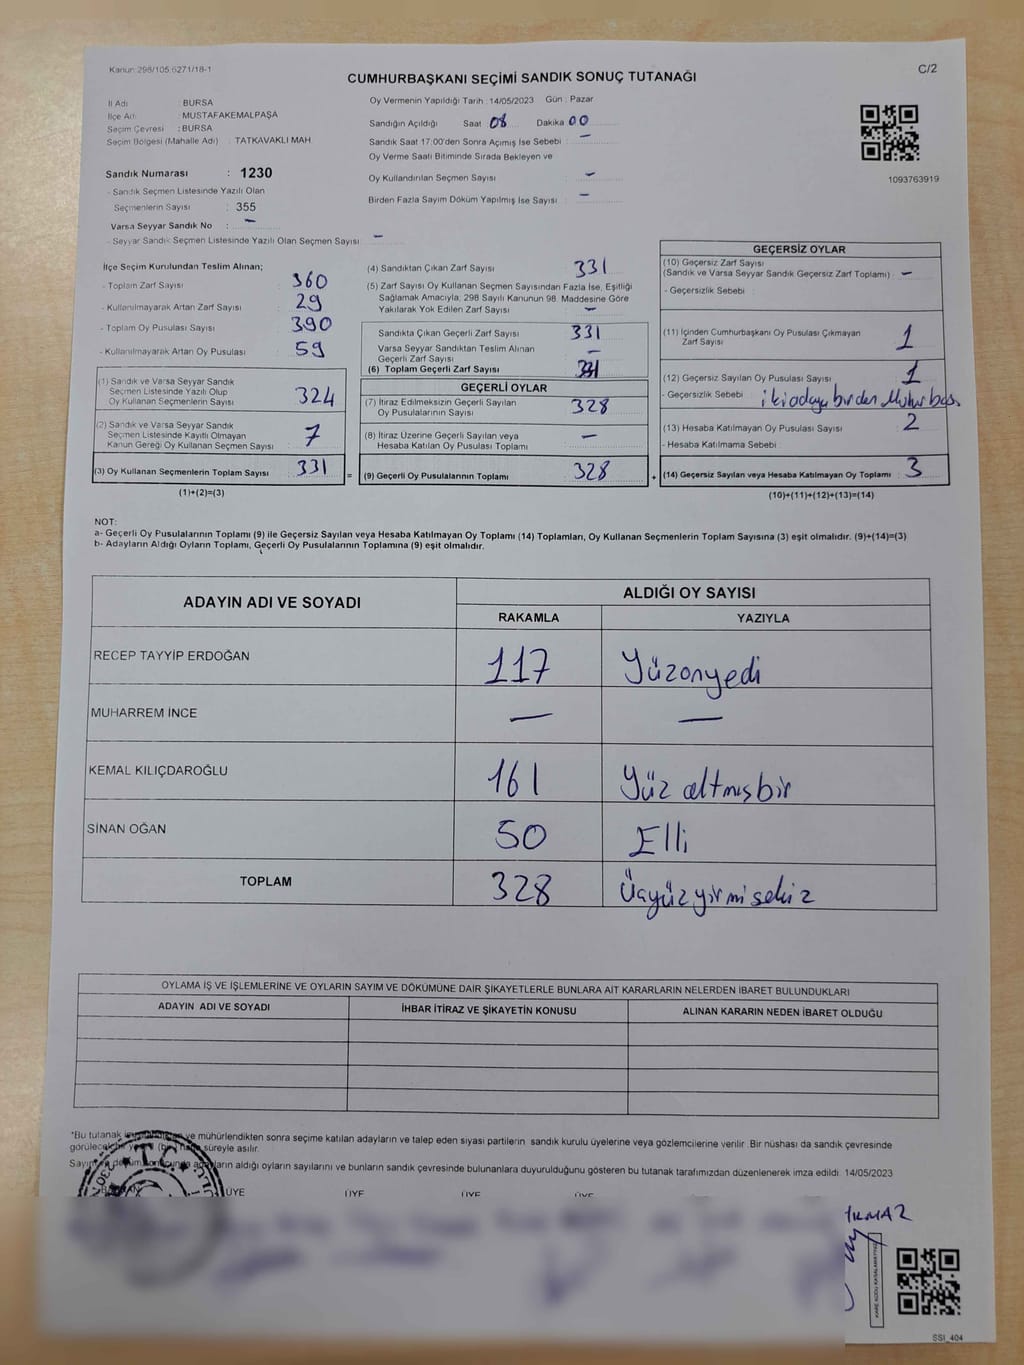 Kanun: 298/105,6271/18-1
C/2
CUMHURBAŞKANI SEÇİMİ SANDIK SONUÇ TUTANAĞI
İl Adı : BURSA
İlçe Adı : MUSTAFAKEMALPAŞA
Seçim Çevresi : BURSA
Seçim Bölgesi (Mahalle Adı) : TATKAVAKLI MAH
Sandık Numarası : 1230
- Sandık Seçmen Listesinde Yazılı Olan
Seçmenlerin Sayısı : 355
Varsa Seyyar Sandık No : –
- Seyyar Sandık Seçmen Listesinde Yazılı Olan Seçmen Sayısı : –
Oy Vermenin Yapıldığı Tarih : 14/05/2023 Gün : Pazar
Sandığın Açıldığı Saat 08 Dakika 00
Sandık Saat 17:00'den Sonra Açımış İse Sebebi : –
Oy Verme Saati Bitiminde Sırada Bekleyen ve
Oy Kullandırılan Seçmen Sayısı : –
Birden Fazla Sayım Döküm Yapılmış İse Sayısı : –
1093763919
İlçe Seçim Kurulundan Teslim Alınan;
- Toplam Zarf Sayısı : 360
- Kullanılmayarak Artan Zarf Sayısı : 29
- Toplam Oy Pusulası Sayısı : 390
- Kullanılmayarak Artan Oy Pusulası : 59
(1) Sandık ve Varsa Seyyar Sandık
Seçmen Listesinde Yazılı Olup
Oy Kullanan Seçmenlerin Sayısı : 324
(2) Sandık ve Varsa Seyyar Sandık
Seçmen Listesinde Kayıtlı Olmayan
Kanun Gereği Oy Kullanan Seçmen Sayısı : 7
(3) Oy Kullanan Seçmenlerin Toplam Sayısı : 331
(1)+(2)=(3)
(4) Sandıktan Çıkan Zarf Sayısı : 331
(5) Zarf Sayısı Oy Kullanan Seçmen Sayısından Fazla İse, Eşitliği
Sağlamak Amacıyla, 298 Sayılı Kanunun 98. Maddesine Göre
Yakılarak Yok Edilen Zarf Sayısı : –
Sandıkta Çıkan Geçerli Zarf Sayısı : 331
Varsa Seyyar Sandıktan Teslim Alınan
Geçerli Zarf Sayısı : –
(6) Toplam Geçerli Zarf Sayısı : 331
GEÇERLİ OYLAR
(7) İtiraz Edilmeksizin Geçerli Sayılan
Oy Pusulalarının Sayısı : 328
(8) İtiraz Üzerine Geçerli Sayılan veya
Hesaba Katılan Oy Pusulası Toplamı : –
= (9) Geçerli Oy Pusulalarının Toplamı : 328 +
GEÇERSİZ OYLAR
(10) Geçersiz Zarf Sayısı
(Sandık ve Varsa Seyyar Sandık Geçersiz Zarf Toplamı) : –
- Geçersizlik Sebebi :
(11) İçinden Cumhurbaşkanı Oy Pusulası Çıkmayan
Zarf Sayısı : 1
(12) Geçersiz Sayılan Oy Pusulası Sayısı : 1
- Geçersizlik Sebebi : iki adaya birden Mühür bası
(13) Hesaba Katılmayan Oy Pusulası Sayısı : 2
- Hesaba Katılmama Sebebi :
(14) Geçersiz Sayılan veya Hesaba Katılmayan Oy Toplamı : 3
(10)+(11)+(12)+(13)=(14)
NOT:
a- Geçerli Oy Pusulalarının Toplamı (9) ile Geçersiz Sayılan veya Hesaba Katılmayan Oy Toplamı (14) Toplamları, Oy Kullanan Seçmenlerin Toplam Sayısına (3) eşit olmalıdır. (9)+(14)=(3)
b- Adayların Aldığı Oyların Toplamı, Geçerli Oy Pusulalarının Toplamına (9) eşit olmalıdır.
ADAYIN ADI VE SOYADI
ALDIĞI OY SAYISI
RAKAMLA YAZIYLA
RECEP TAYYİP ERDOĞAN 117 Yüzonyedi
MUHARREM İNCE — —
KEMAL KILIÇDAROĞLU 161 Yüz altmışbir
SİNAN OĞAN 50 Elli
TOPLAM 328 Üçyüzyirmisekiz
OYLAMA İŞ VE İŞLEMLERİNE VE OYLARIN SAYIM VE DÖKÜMÜNE DAİR ŞİKAYETLERLE BUNLARA AİT KARARLARIN NELERDEN İBARET BULUNDUKLARI
ADAYIN ADI VE SOYADI İHBAR İTİRAZ VE ŞİKAYETİN KONUSU ALINAN KARARIN NEDEN İBARET OLDUĞU
*Bu tutanak ve mühürlendikten sonra seçime katılan adayların ve talep eden siyasi partilerin sandık kurulu üyelerine veya gözlemcilerine verilir. Bir nüshası da sandık çevresinde
süreyle asılır.
Sayım aldığı oyların sayılarını ve bunların sandık çevresinde bulunanlara duyurulduğunu gösteren bu tutanak tarafımızdan düzenlenerek imza edildi. 14/05/2023
T.C.
ÜYE ÜYE ÜYE ÜYE
SSI_404